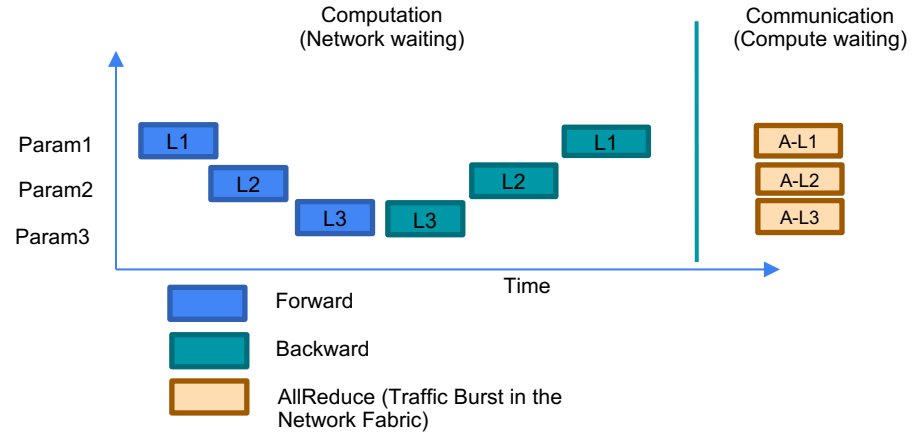 Computation
(Network waiting)
Communication
(Compute waiting)
Param1
L1
L1
A-L1
Param2
L2
L2
A-L2
Param3
L3
L3
A-L3
Time
Forward
Backward
AllReduce (Traffic Burst in the
Network Fabric)